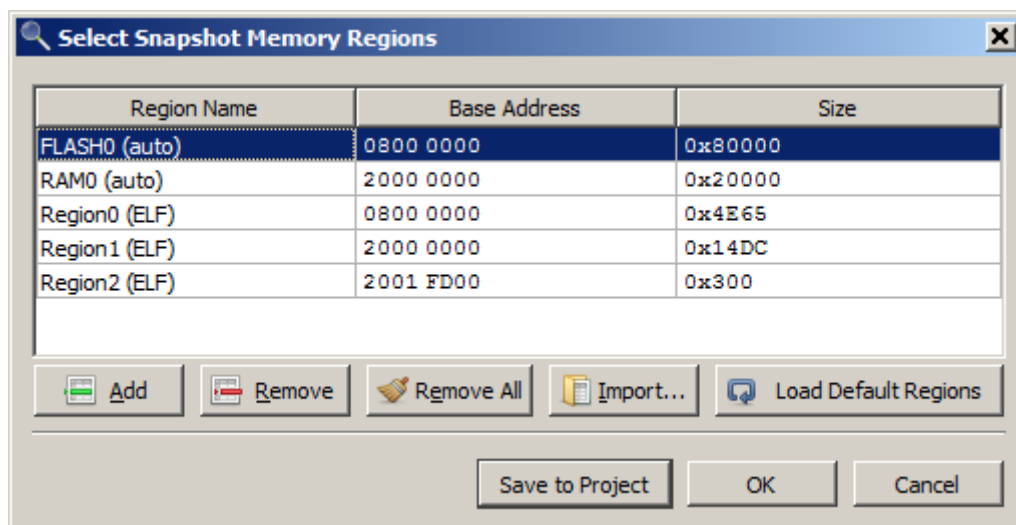 Select Snapshot Memory Regions
Region Name Base Address Size
FLASH0 (auto) 0800 0000 0x80000
RAM0 (auto) 2000 0000 0x20000
Region0 (ELF) 0800 0000 0x4E65
Region1 (ELF) 2000 0000 0x14DC
Region2 (ELF) 2001 FD00 0x300
Add Remove Remove All Import... Load Default Regions
Save to Project OK Cancel